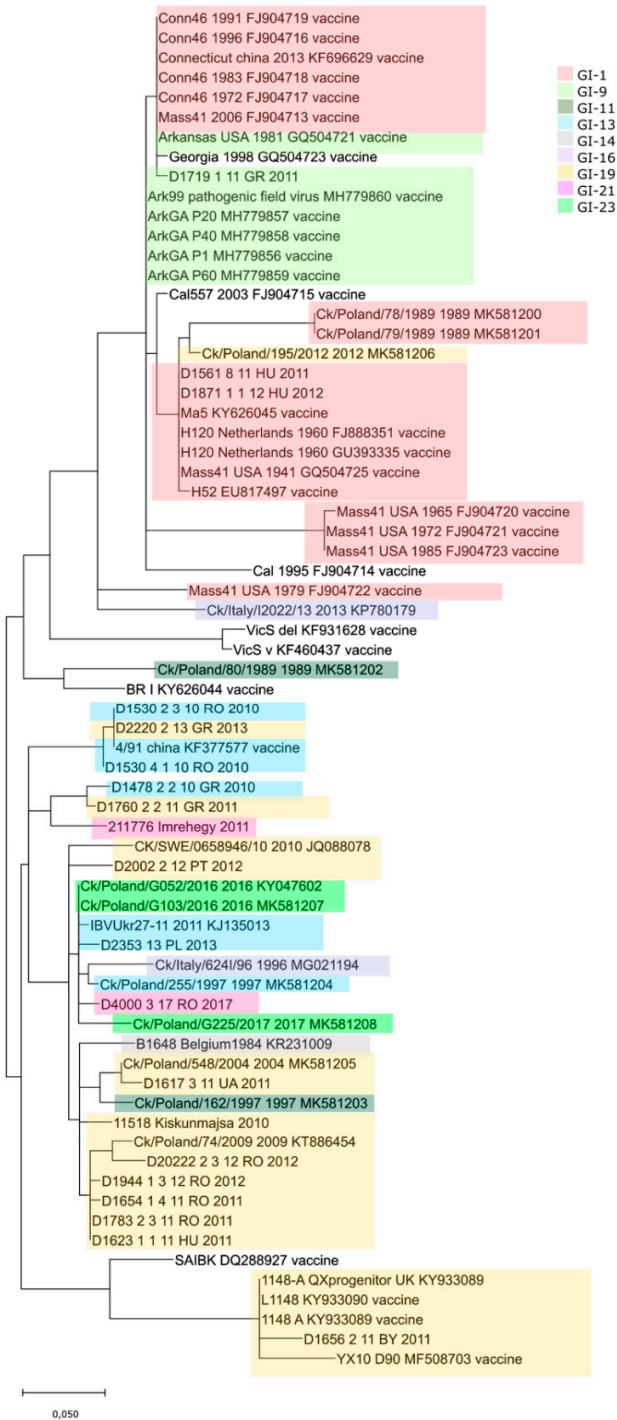 Conn46 1991 FJ904719 vaccine
Conn46 1996 FJ904716 vaccine
Connecticut china 2013 KF696629 vaccine
Conn46 1983 FJ904718 vaccine
Conn46 1972 FJ904717 vaccine
Mass41 2006 FJ904713 vaccine
Arkansas USA 1981 GQ504721 vaccine
Georgia 1998 GQ504723 vaccine
D1719 1 11 GR 2011
Ark99 pathogenic field virus MH779860 vaccine
ArkGA P20 MH779857 vaccine
ArkGA P40 MH779858 vaccine
ArkGA P1 MH779856 vaccine
ArkGA P60 MH779859 vaccine
Cal557 2003 FJ904715 vaccine
Ck/Poland/78/1989 1989 MK581200
Ck/Poland/79/1989 1989 MK581201
Ck/Poland/195/2012 2012 MK581206
D1561 8 11 HU 2011
D1871 1 1 12 HU 2012
Ma5 KY626045 vaccine
H120 Netherlands 1960 FJ888351 vaccine
H120 Netherlands 1960 GU393335 vaccine
Mass41 USA 1941 GQ504725 vaccine
H52 EU817497 vaccine
Mass41 USA 1965 FJ904720 vaccine
Mass41 USA 1972 FJ904721 vaccine
Mass41 USA 1985 FJ904723 vaccine
Cal 1995 FJ904714 vaccine
Mass41 USA 1979 FJ904722 vaccine
Ck/Italy/I2022/13 2013 KP780179
VicS del KF931628 vaccine
VicS v KF460437 vaccine
Ck/Poland/80/1989 1989 MK581202
BR I KY626044 vaccine
D1530 2 3 10 RO 2010
D2220 2 13 GR 2013
4/91 china KF377577 vaccine
D1530 4 1 10 RO 2010
D1478 2 2 10 GR 2010
D1760 2 2 11 GR 2011
211776 Imrehegy 2011
CK/SWE/0658946/10 2010 JQ088078
D2002 2 12 PT 2012
Ck/Poland/G052/2016 2016 KY047602
Ck/Poland/G103/2016 2016 MK581207
IBVUkr27-11 2011 KJ135013
D2353 13 PL 2013
Ck/Italy/624I/96 1996 MG021194
Ck/Poland/255/1997 1997 MK581204
D4000 3 17 RO 2017
Ck/Poland/G225/2017 2017 MK581208
B1648 Belgium1984 KR231009
Ck/Poland/548/2004 2004 MK581205
D1617 3 11 UA 2011
Ck/Poland/162/1997 1997 MK581203
11518 Kiskunmajsa 2010
Ck/Poland/74/2009 2009 KT886454
D20222 2 3 12 RO 2012
D1944 1 3 12 RO 2012
D1654 1 4 11 RO 2011
D1783 2 3 11 RO 2011
D1623 1 1 11 HU 2011
SAIBK DQ288927 vaccine
1148-A QXprogenitor UK KY933089
L1148 KY933090 vaccine
1148 A KY933089 vaccine
D1656 2 11 BY 2011
YX10 D90 MF508703 vaccine
0,050
GI-1
GI-9
GI-11
GI-13
GI-14
GI-16
GI-19
GI-21
GI-23